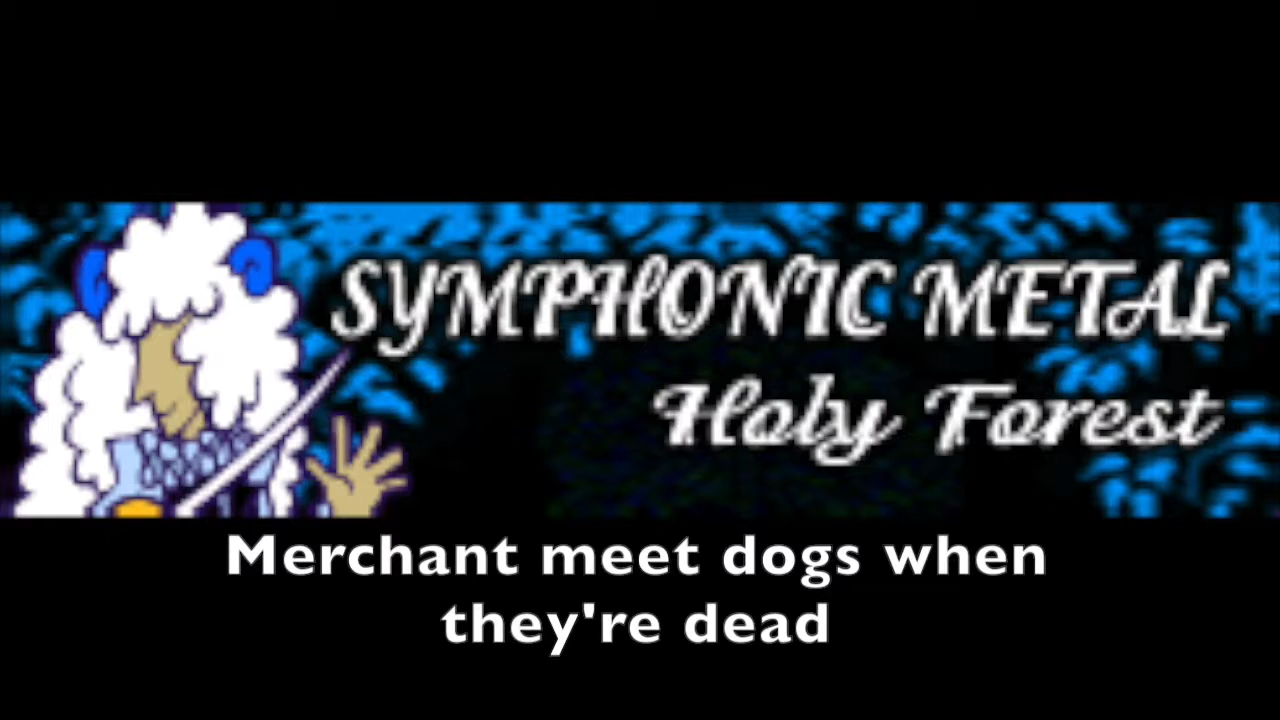 SYMPHONIC METAL
Holy Forest
Merchant meet dogs when
they're dead